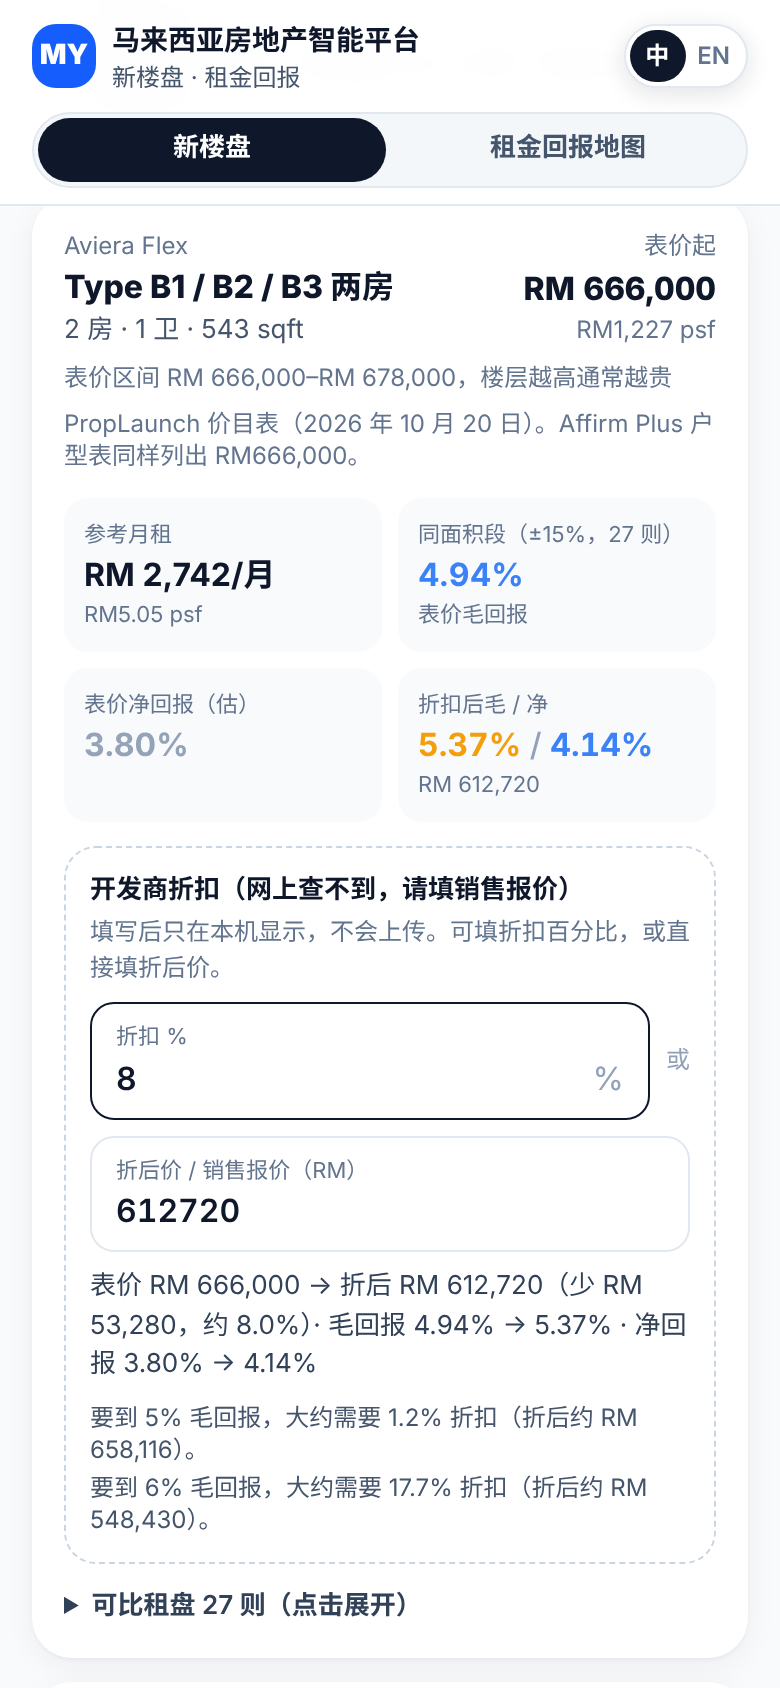 MY
马来西亚房地产智能平台
新楼盘 · 租金回报
中 EN
新楼盘 租金回报地图
Aviera Flex 表价起
Type B1 / B2 / B3 两房 RM 666,000
2 房 · 1 卫 · 543 sqft RM1,227 psf
表价区间 RM 666,000–RM 678,000，楼层越高通常越贵
PropLaunch 价目表（2026 年 10 月 20 日）。Affirm Plus 户
型表同样列出 RM666,000。
参考月租
RM 2,742/月
RM5.05 psf
同面积段（±15%，27 则）
4.94%
表价毛回报
表价净回报（估）
3.80%
折扣后毛 / 净
5.37% / 4.14%
RM 612,720
开发商折扣（网上查不到，请填销售报价）
填写后只在本机显示，不会上传。可填折扣百分比，或直
接填折后价。
折扣 %
8 %
或
折后价 / 销售报价（RM）
612720
表价 RM 666,000 → 折后 RM 612,720（少 RM
53,280，约 8.0%）· 毛回报 4.94% → 5.37% · 净回
报 3.80% → 4.14%
要到 5% 毛回报，大约需要 1.2% 折扣（折后约 RM
658,116）。
要到 6% 毛回报，大约需要 17.7% 折扣（折后约 RM
548,430）。
▶ 可比租盘 27 则（点击展开）